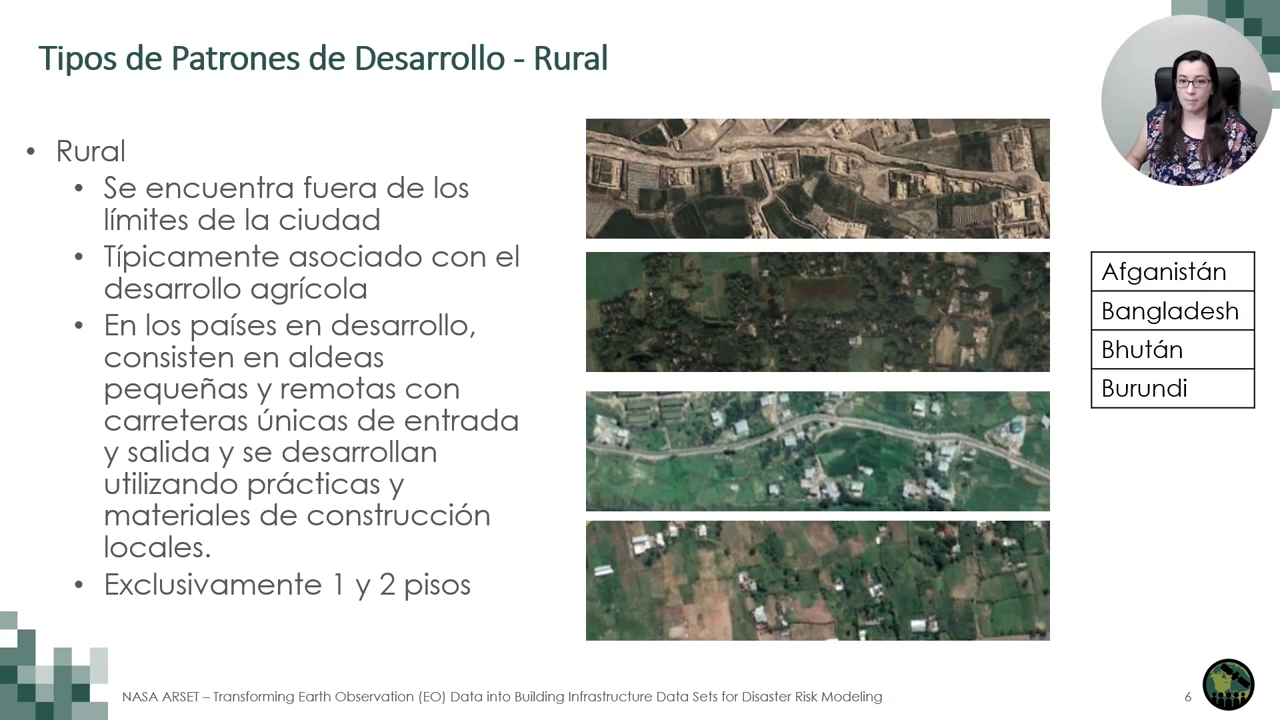 Tipos de Patrones de Desarrollo - Rural
• Rural
• Se encuentra fuera de los
límites de la ciudad
• Típicamente asociado con el
desarrollo agrícola
• En los países en desarrollo,
consisten en aldeas
pequeñas y remotas con
carreteras únicas de entrada
y salida y se desarrollan
utilizando prácticas y
materiales de construcción
locales.
• Exclusivamente 1 y 2 pisos
Afganistán
Bangladesh
Bhután
Burundi
NASA ARSET – Transforming Earth Observation (EO) Data into Building Infrastructure Data Sets for Disaster Risk Modeling
6